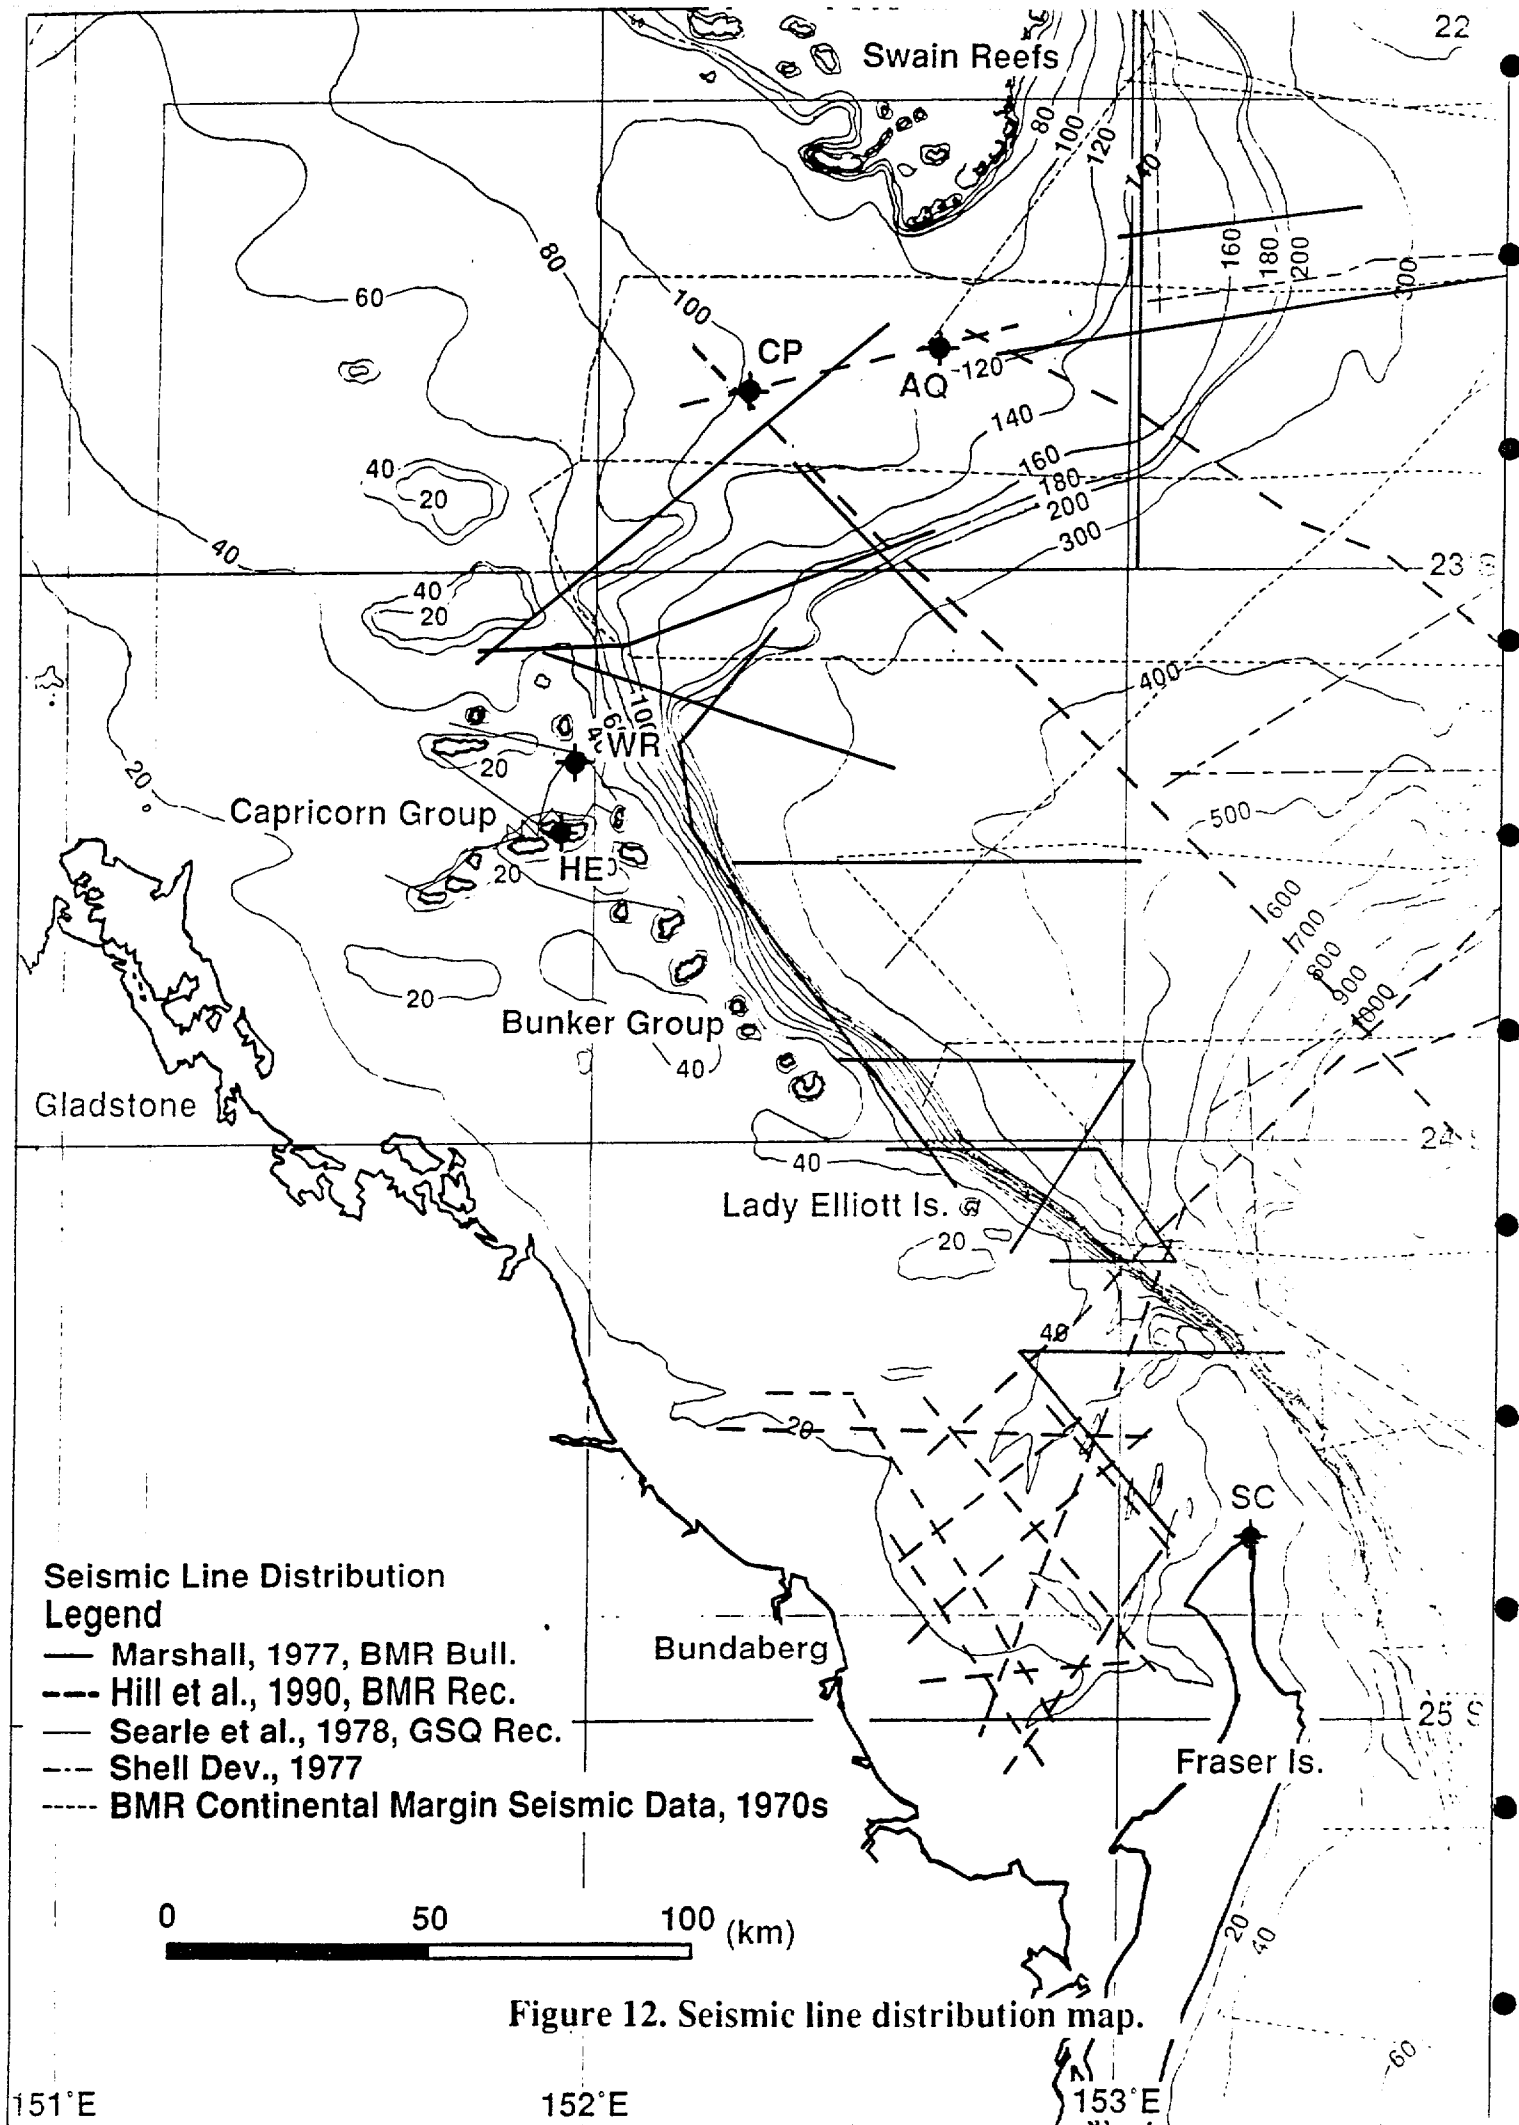 22
Swain Reefs
80
100
120
140
160
180
200
300
80
60
100
CP
AQ
120
140
160
180
200
300
40
20
40
23 S
40
20
400
100
WR
20
20
500
Capricorn Group
HE
20
600
700
800
900
1000
20
Bunker Group
40
Gladstone
24 S
40
Lady Elliott Is.
20
40
20
SC
Seismic Line Distribution
Legend
Marshall, 1977, BMR Bull.
Hill et al., 1990, BMR Rec.
Searle et al., 1978, GSQ Rec.
Shell Dev., 1977
BMR Continental Margin Seismic Data, 1970s
Bundaberg
25 S
Fraser Is.
0 50 100 (km)
20
40
Figure 12. Seismic line distribution map.
60
151°E 152°E 153°E